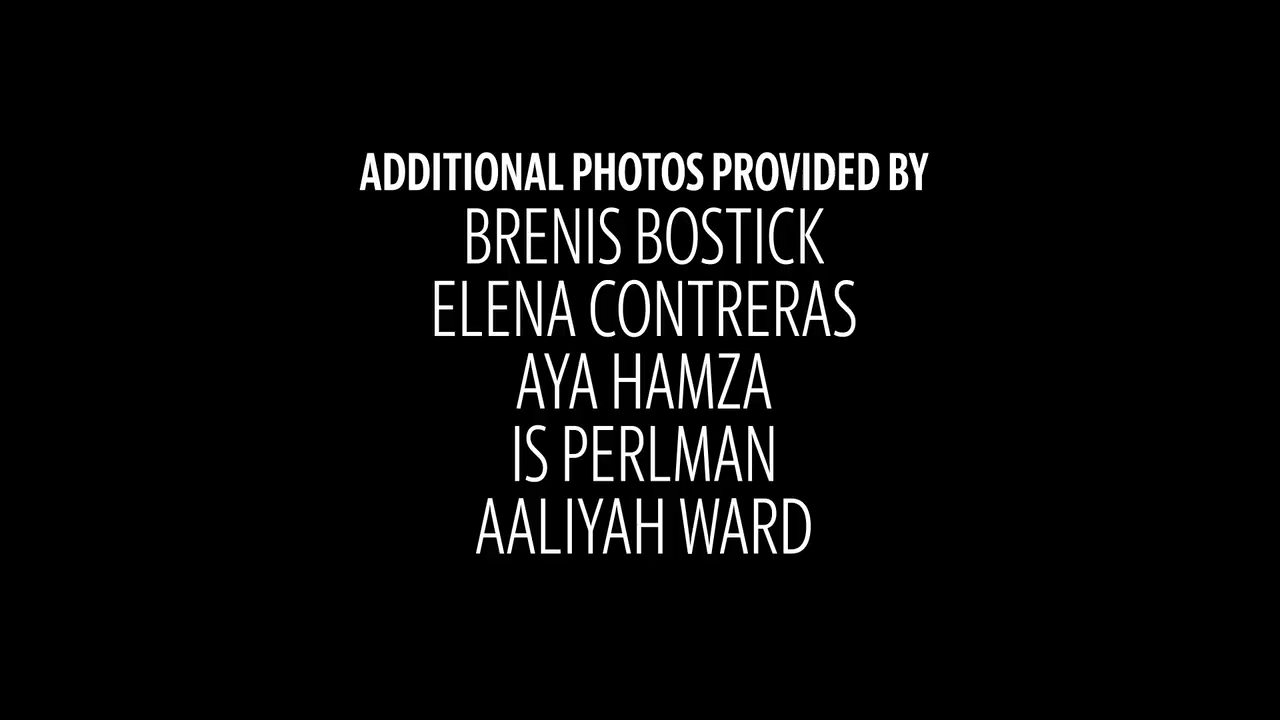 ADDITIONAL PHOTOS PROVIDED BY
BRENIS BOSTICK
ELENA CONTRERAS
AYA HAMZA
IS PERLMAN
AALIYAH WARD